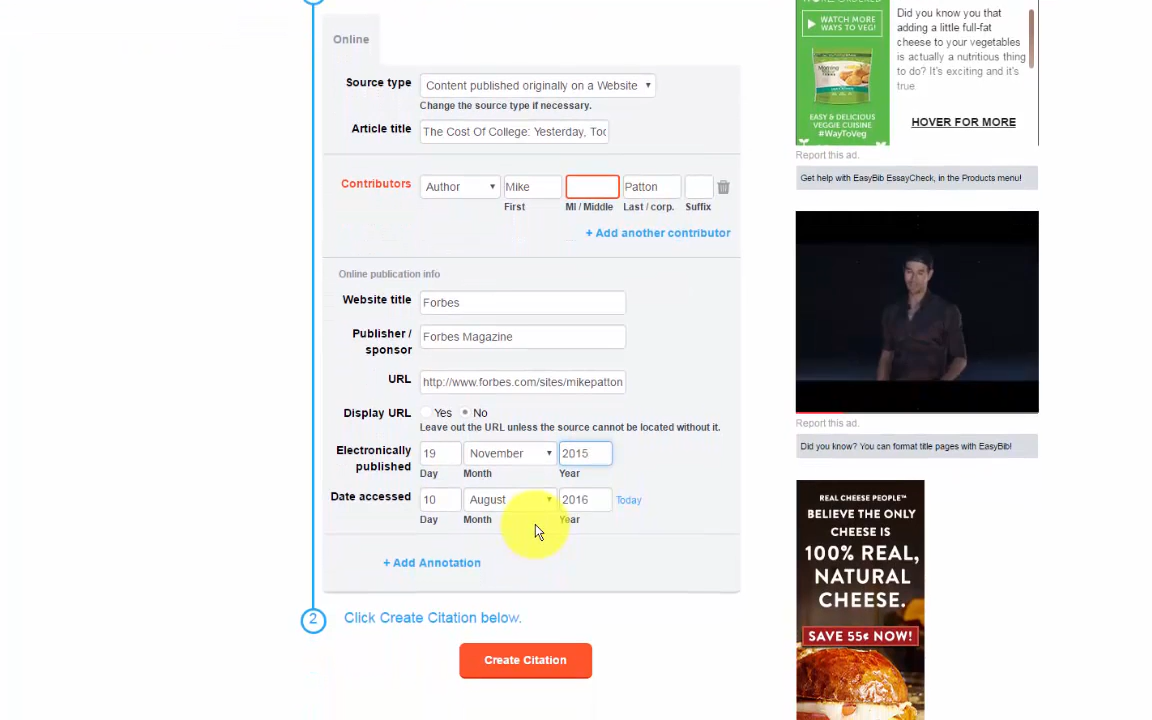 Online
Source type
Content published originally on a Website
Change the source type if necessary.
Article title
The Cost Of College: Yesterday, Too
Contributors
Author
Mike
Patton
First
MI / Middle
Last / corp.
Suffix
+ Add another contributor
Online publication info
Website title
Forbes
Publisher /
sponsor
Forbes Magazine
URL
http://www.forbes.com/sites/mikepatton
Display URL
Yes
No
Leave out the URL unless the source cannot be located without it.
Electronically
published
19
November
2015
Day
Month
Year
Date accessed
10
August
2016
Today
Day
Month
Year
+ Add Annotation
2
Click Create Citation below.
Create Citation
WATCH MORE
WAYS TO VEG!
EASY & DELICIOUS
VEGGIE CUISINE
#WayToVeg
Did you know you that
adding a little full-fat
cheese to your vegetables
is actually a nutritious thing
to do? It's exciting and it's
true
HOVER FOR MORE
Report this ad.
Get help with EasyBib EssayCheck, in the Products menu!
Report this ad.
Did you know? You can format title pages with EasyBib!
REAL CHEESE PEOPLE™
BELIEVE THE ONLY
CHEESE IS
100% REAL,
NATURAL
CHEESE.
SAVE 55¢ NOW!